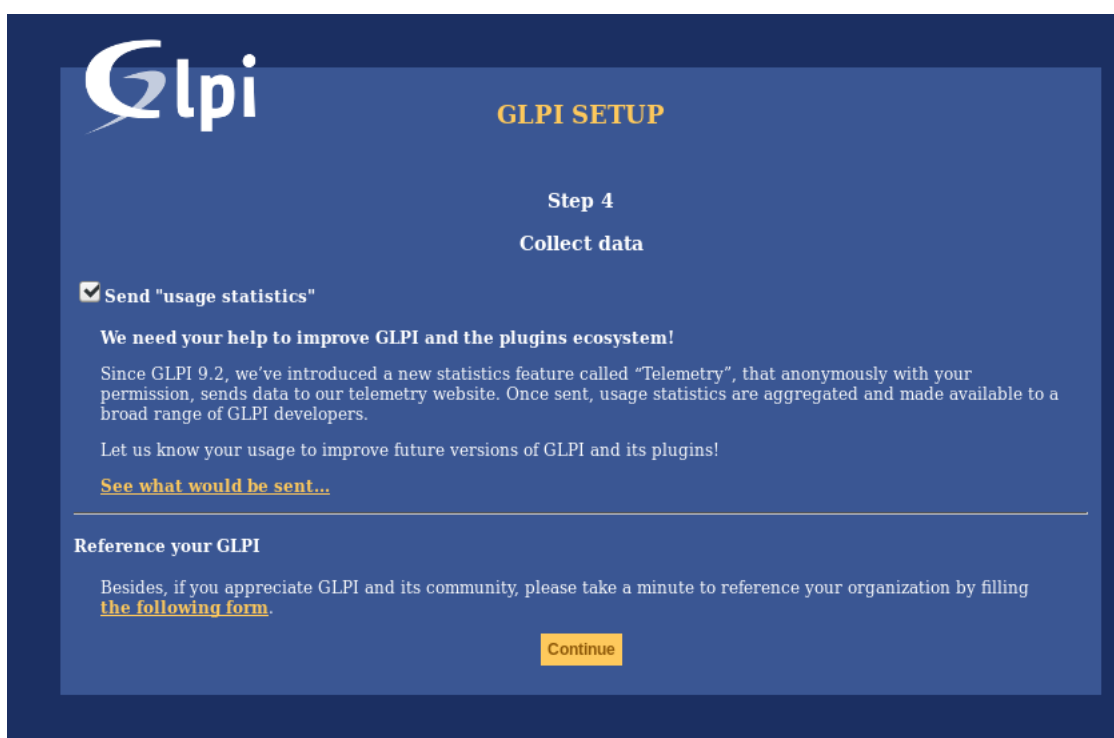 Glpi
GLPI SETUP
Step 4
Collect data
Send "usage statistics"
We need your help to improve GLPI and the plugins ecosystem!
Since GLPI 9.2, we've introduced a new statistics feature called “Telemetry”, that anonymously with your
permission, sends data to our telemetry website. Once sent, usage statistics are aggregated and made available to a
broad range of GLPI developers.
Let us know your usage to improve future versions of GLPI and its plugins!
See what would be sent...
Reference your GLPI
Besides, if you appreciate GLPI and its community, please take a minute to reference your organization by filling
the following form.
Continue